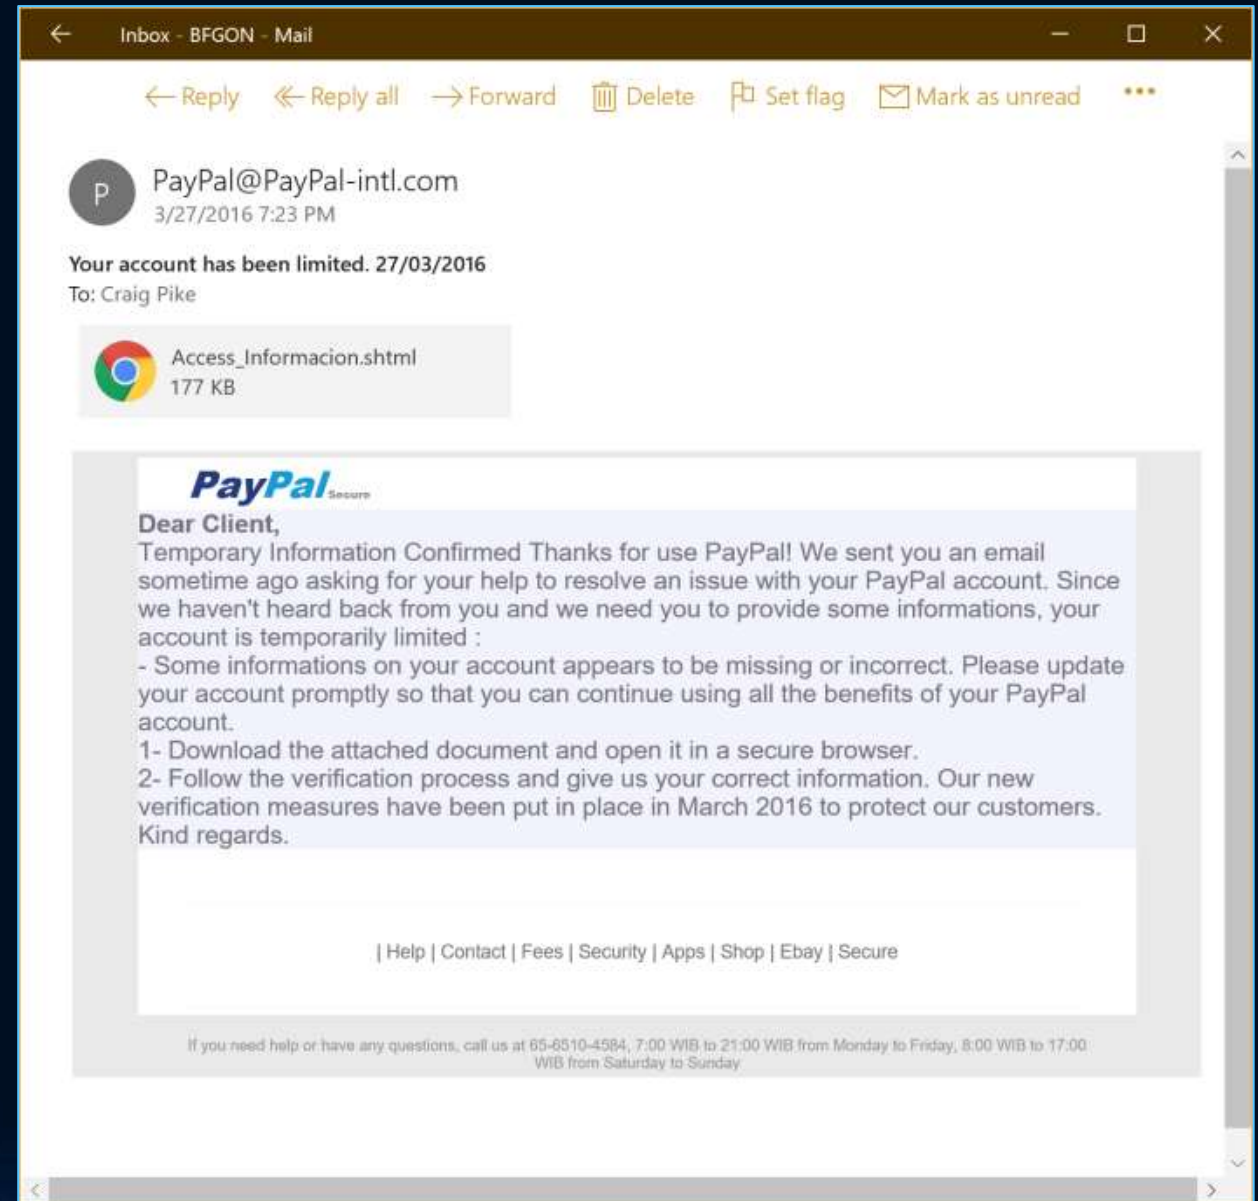 Inbox - BFGON - Mail
Reply Reply all Forward Delete Set flag Mark as unread
P
PayPal@PayPal-intl.com
3/27/2016 7:23 PM
Your account has been limited. 27/03/2016
To: Craig Pike
Access_Informacion.shtml
177 KB
PayPal Secure
Dear Client,
Temporary Information Confirmed Thanks for use PayPal! We sent you an email
sometime ago asking for your help to resolve an issue with your PayPal account. Since
we haven't heard back from you and we need you to provide some informations, your
account is temporarily limited :
- Some informations on your account appears to be missing or incorrect. Please update
your account promptly so that you can continue using all the benefits of your PayPal
account.
1- Download the attached document and open it in a secure browser.
2- Follow the verification process and give us your correct information. Our new
verification measures have been put in place in March 2016 to protect our customers.
Kind regards.
| Help | Contact | Fees | Security | Apps | Shop | Ebay | Secure
If you need help or have any questions, call us at 65-6510-4584, 7:00 WIB to 21:00 WIB from Monday to Friday, 8:00 WIB to 17:00
WIB from Saturday to Sunday